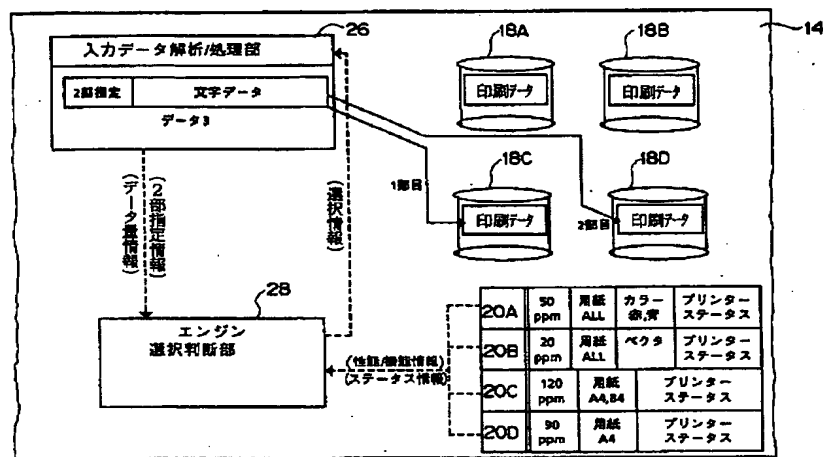 26
入力データ解析/処理部
2部指定 文字データ
データ3
18A
印刷データ
18B
印刷データ
14
18C
1部目
印刷データ
18D
2部目
印刷データ
(2部指定情報)
(データ量情報)
(選択情報)
28
エンジン
選択判断部
(性能/機能情報)
(ステータス情報)
20A 50 ppm 用紙 ALL カラー 赤,青 プリンター ステータス
20B 20 ppm 用紙 ALL ベクタ プリンター ステータス
20C 120 ppm 用紙 A4,B4 プリンター ステータス
20D 90 ppm 用紙 A4 プリンター ステータス